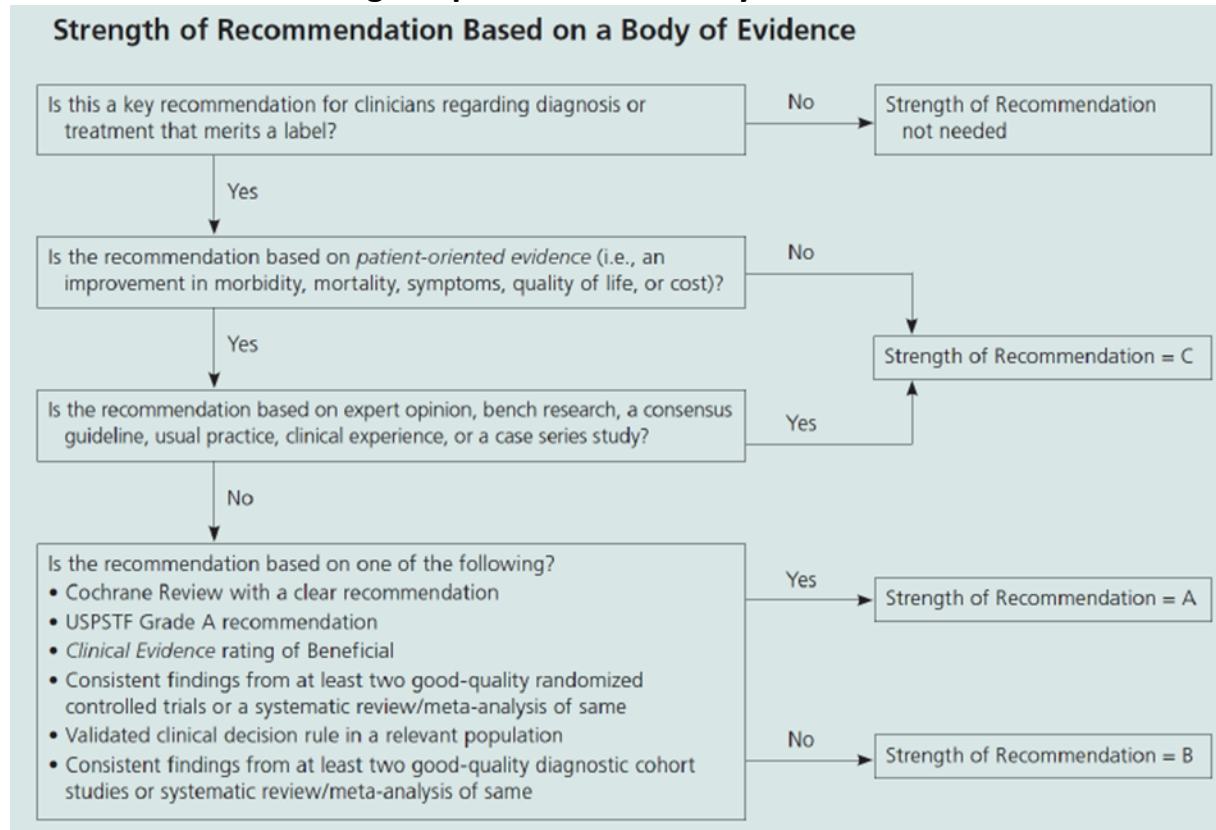 Strength of Recommendation Based on a Body of Evidence
Is this a key recommendation for clinicians regarding diagnosis or
treatment that merits a label?
No
Strength of Recommendation
not needed
Yes
Is the recommendation based on patient-oriented evidence (i.e., an
improvement in morbidity, mortality, symptoms, quality of life, or cost)?
No
Yes
Strength of Recommendation = C
Is the recommendation based on expert opinion, bench research, a consensus
guideline, usual practice, clinical experience, or a case series study?
Yes
No
Is the recommendation based on one of the following?
• Cochrane Review with a clear recommendation
• USPSTF Grade A recommendation
• Clinical Evidence rating of Beneficial
• Consistent findings from at least two good-quality randomized
controlled trials or a systematic review/meta-analysis of same
• Validated clinical decision rule in a relevant population
• Consistent findings from at least two good-quality diagnostic cohort
studies or systematic review/meta-analysis of same
Yes
Strength of Recommendation = A
No
Strength of Recommendation = B